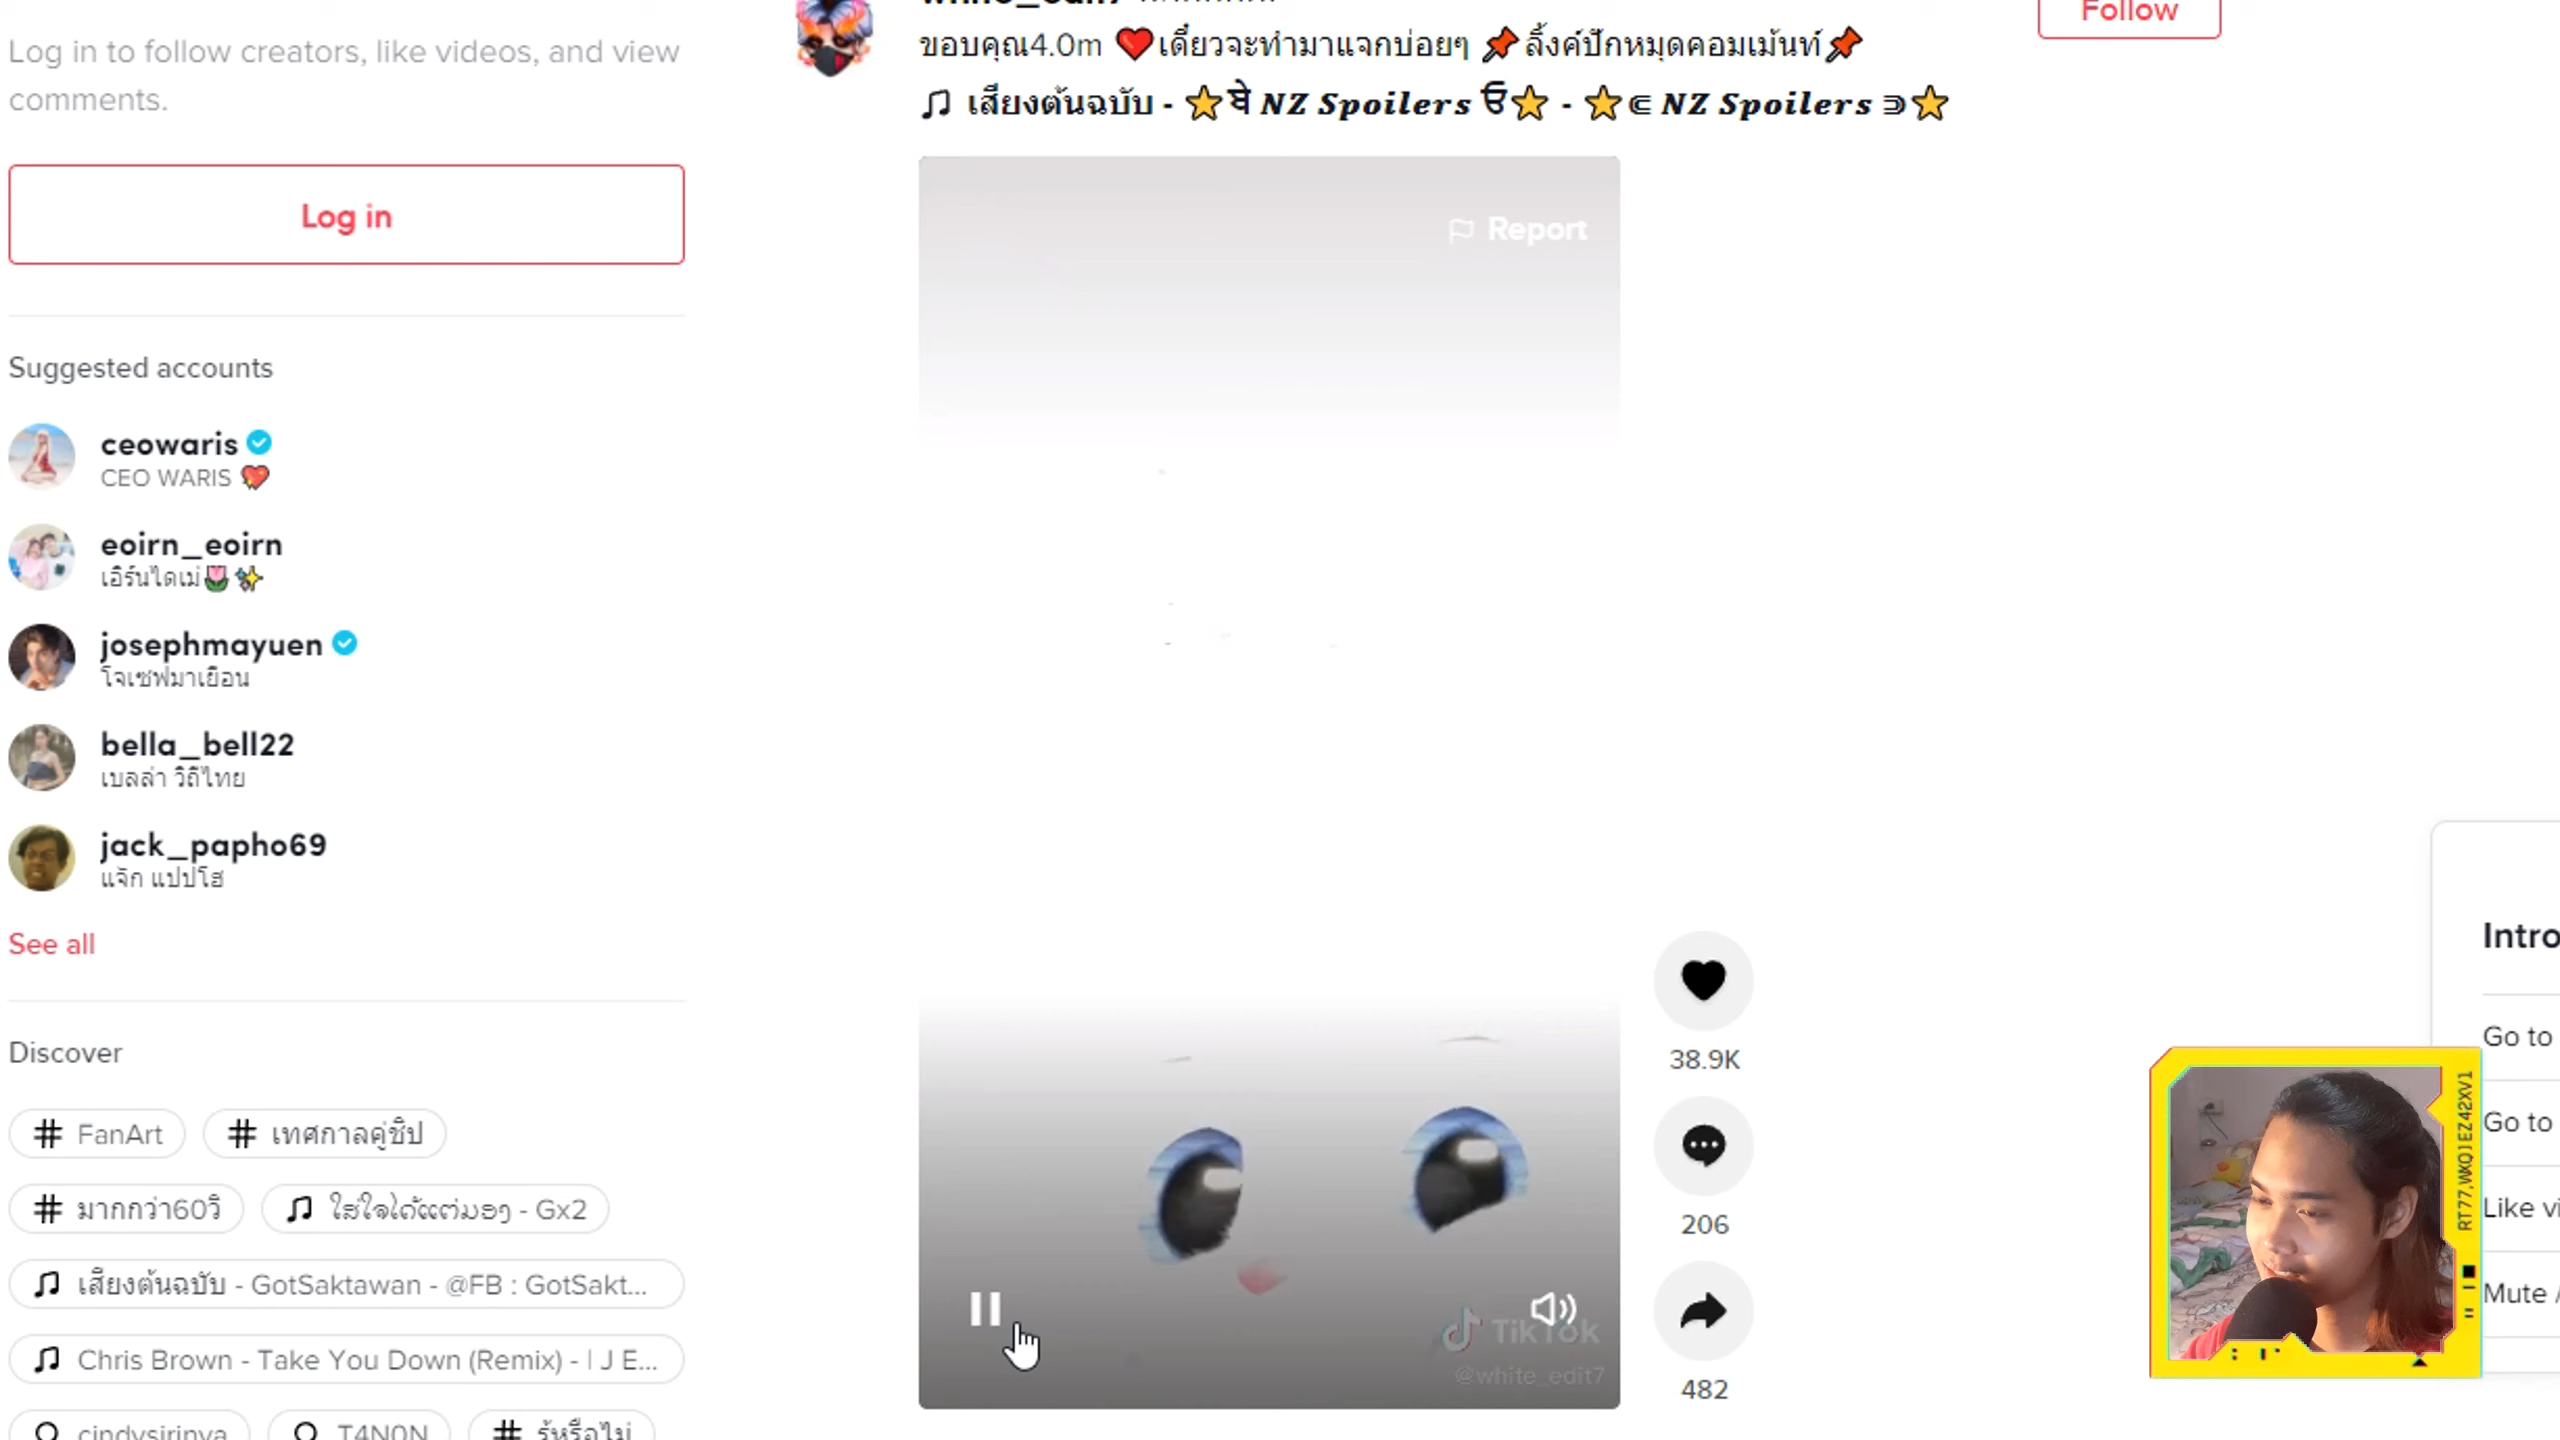 Follow
Log in to follow creators, like videos, and view
comments.
ขอบคุณ4.0m ❤️เดี๋ยวจะทำมาแจกบ่อยๆ 📌ลิ้งค์ปักหมุดคอมเม้นท์📌
เสียงต้นฉบับ - ⭐ NZ Spoilers ⭐ - ⭐⋐ NZ Spoilers ⋑⭐
Log in
Report
Suggested accounts
ceowaris
CEO WARIS 💖
eoirn_eoirn
เอิร์นไดเม่🌷✨
josephmayuen
โจเซฟมาเยือน
bella_bell22
เบลล่า วิถีไทย
jack_papho69
แจ๊ก แปปโฮ
See all
Discover
# FanArt
# เทศกาลคู่ชิป
# มากกว่า60วิ
ใส่ใจได้แต่มอง - Gx2
เสียงต้นฉบับ - GotSaktawan - @FB : GotSakt...
Chris Brown - Take You Down (Remix) - I J E...
cindysirinya
T4N0N
# รู้หรือไม่
38.9K
206
482
TikTok
@white_edit7
Intro
Go to
Go to
Like vi
Mute /